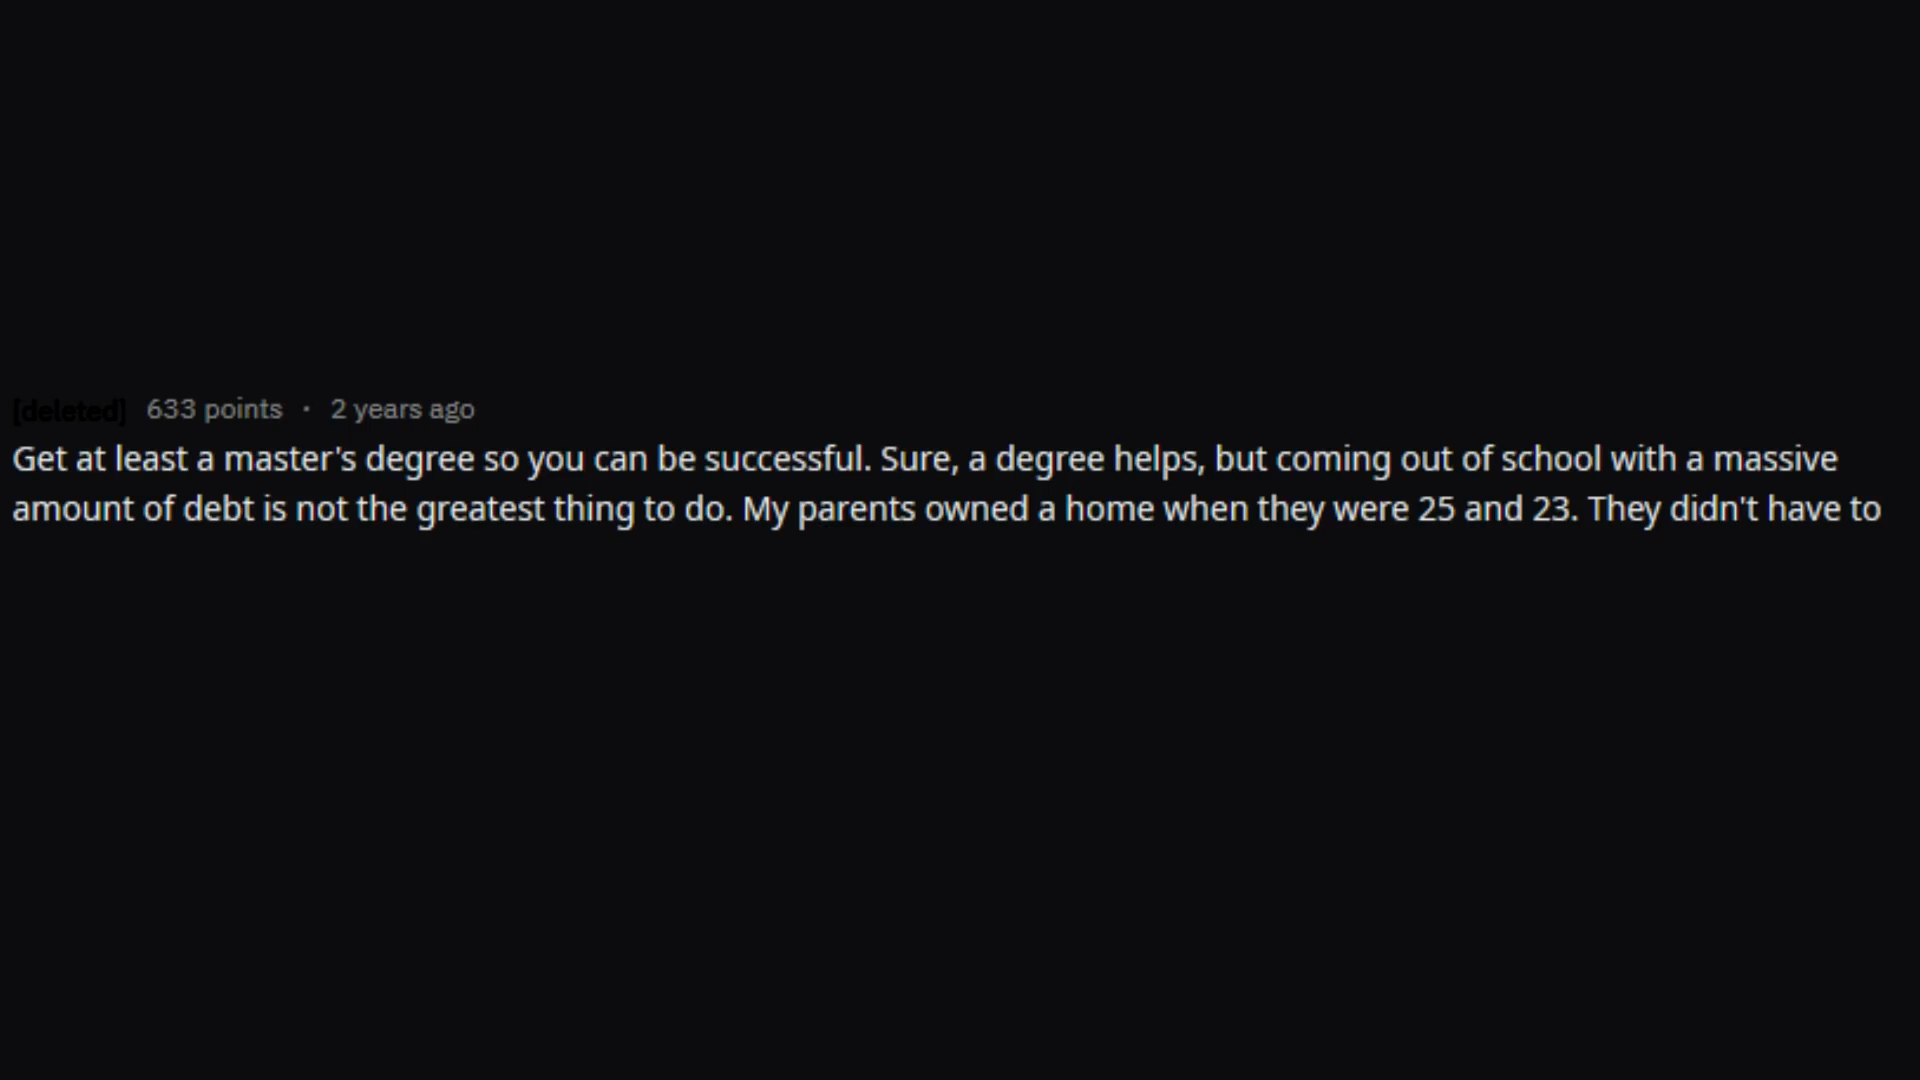 [deleted] 633 points · 2 years ago
Get at least a master's degree so you can be successful. Sure, a degree helps, but coming out of school with a massive
amount of debt is not the greatest thing to do. My parents owned a home when they were 25 and 23. They didn't have to